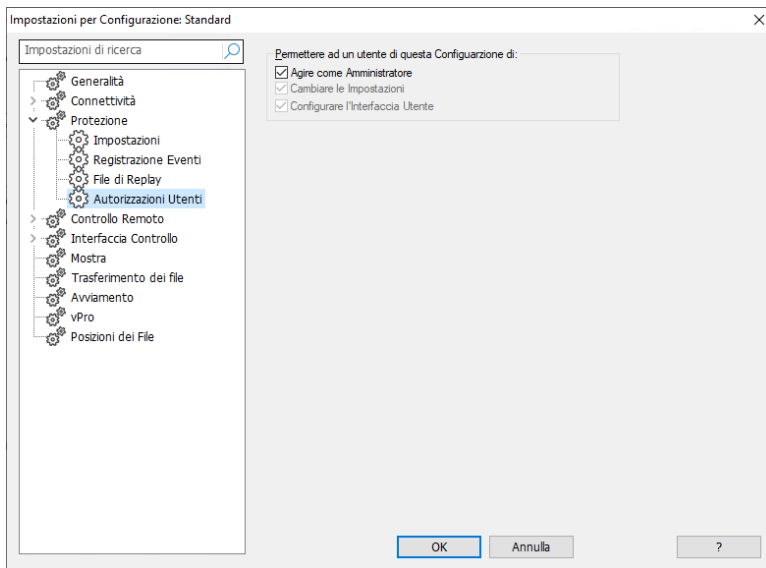 Impostazioni per Configurazione: Standard
Impostazioni di ricerca
Generalità
Connettività
Protezione
Impostazioni
Registrazione Eventi
File di Replay
Autorizzazioni Utenti
Controllo Remoto
Interfaccia Controllo
Mostra
Trasferimento dei file
Avviamento
vPro
Posizioni dei File
Permettere ad un utente di questa Configuarzione di:
Agire come Amministratore
Cambiare le Impostazioni
Configurare l'Interfaccia Utente
OK
Annulla
?